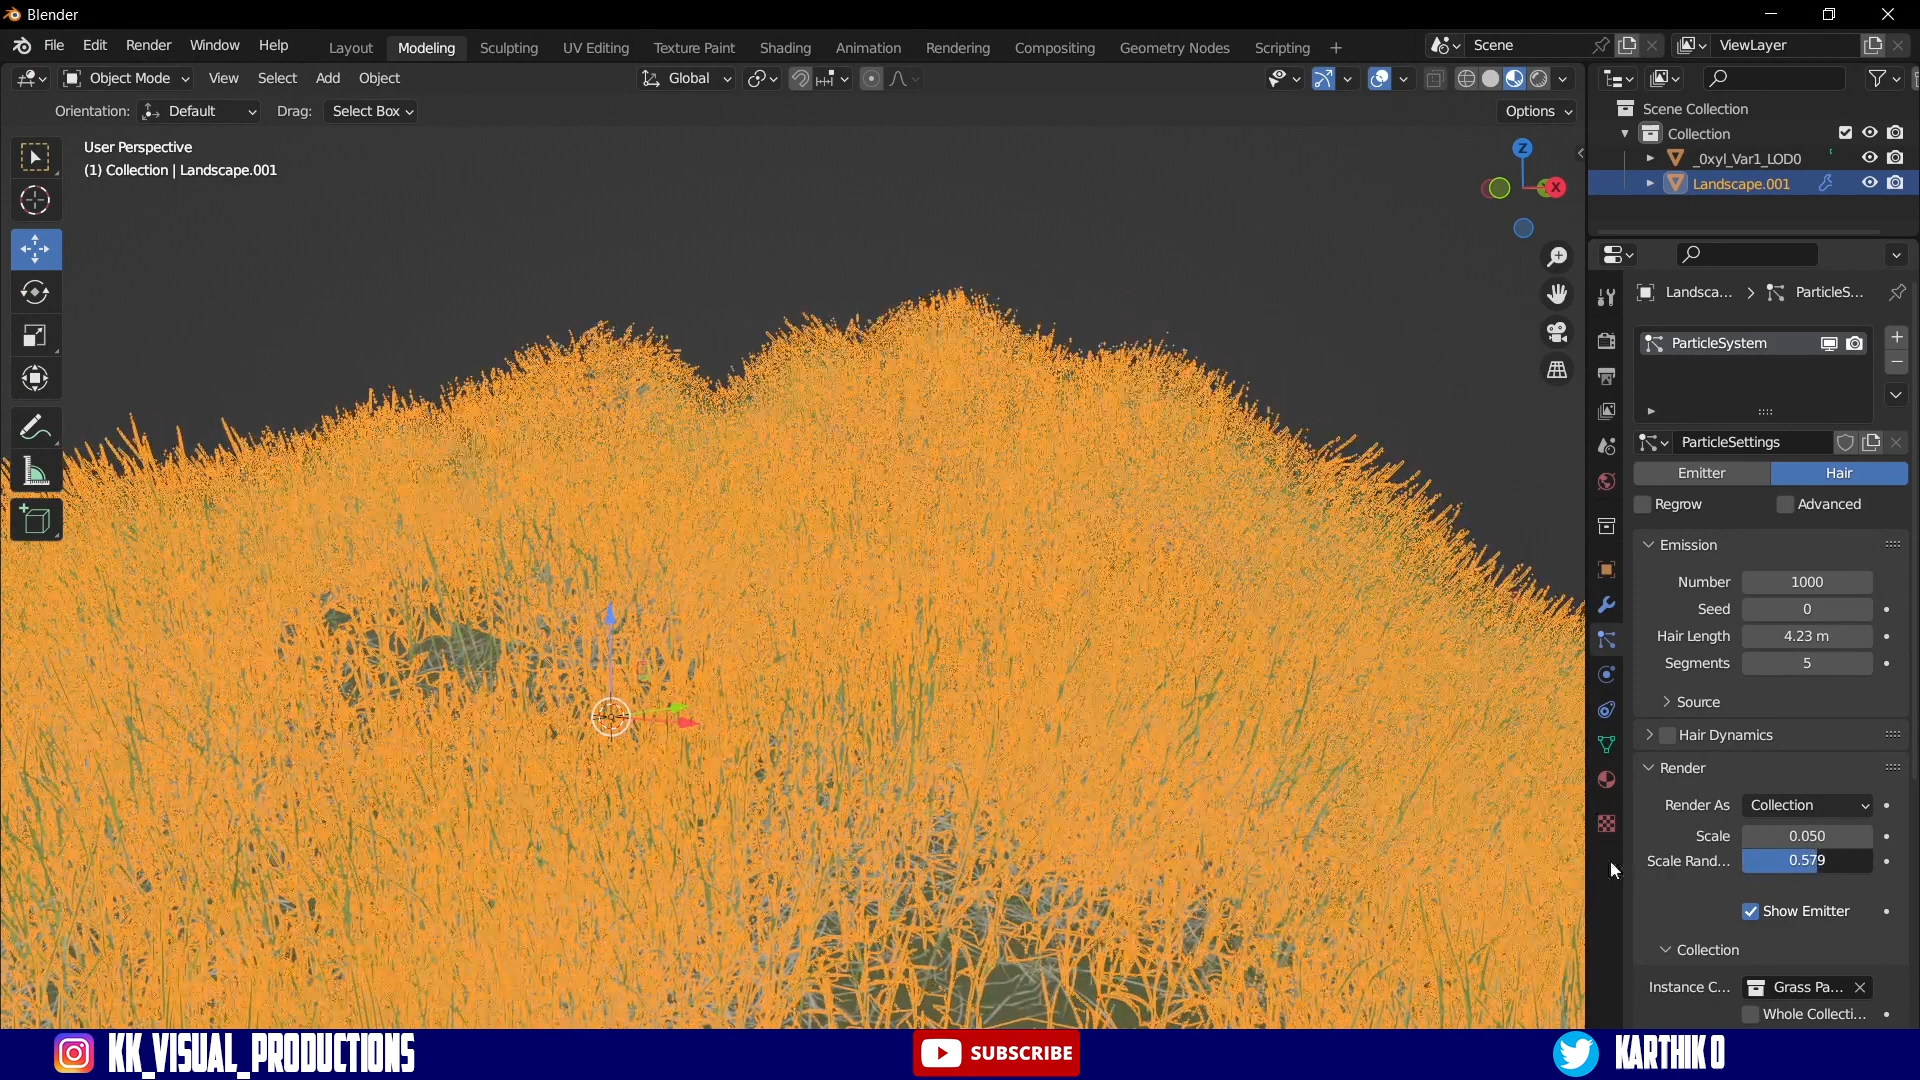 Blender
File Edit Render Window Help Layout Modeling Sculpting UV Editing Texture Paint Shading Animation Rendering Compositing Geometry Nodes Scripting + Scene ViewLayer
Object Mode View Select Add Object Global
Orientation: Default Drag: Select Box Options
User Perspective
(1) Collection | Landscape.001
Z
X
Scene Collection
Collection
_0xyl_Var1_LOD0
Landscape.001
Landsca... > ParticleS...
ParticleSystem
ParticleSettings
Emitter Hair
Regrow Advanced
Emission
Number 1000
Seed 0
Hair Length 4.23 m
Segments 5
Source
Hair Dynamics
Render
Render As Collection
Scale 0.050
Scale Rand... 0.579
Show Emitter
Collection
Instance C... Grass Pa...
Whole Collecti...
KK_VISUAL_PRODUCTIONS SUBSCRIBE KARTHIK O